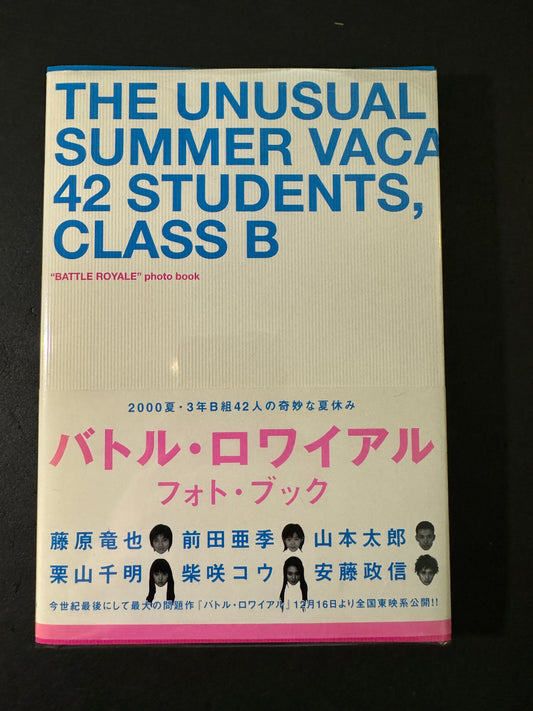 THE UNUSUAL
SUMMER VACA
42 STUDENTS,
CLASS B
“BATTLE ROYALE” photo book
2000夏・3年B組42人の奇妙な夏休み
バトル・ロワイアル
フォト・ブック
藤原竜也 前田亜季 山本太郎
栗山千明 柴咲コウ 安藤政信
今世紀最後にして最大の問題作『バトル・ロワイアル』12月16日より全国東映系公開!!